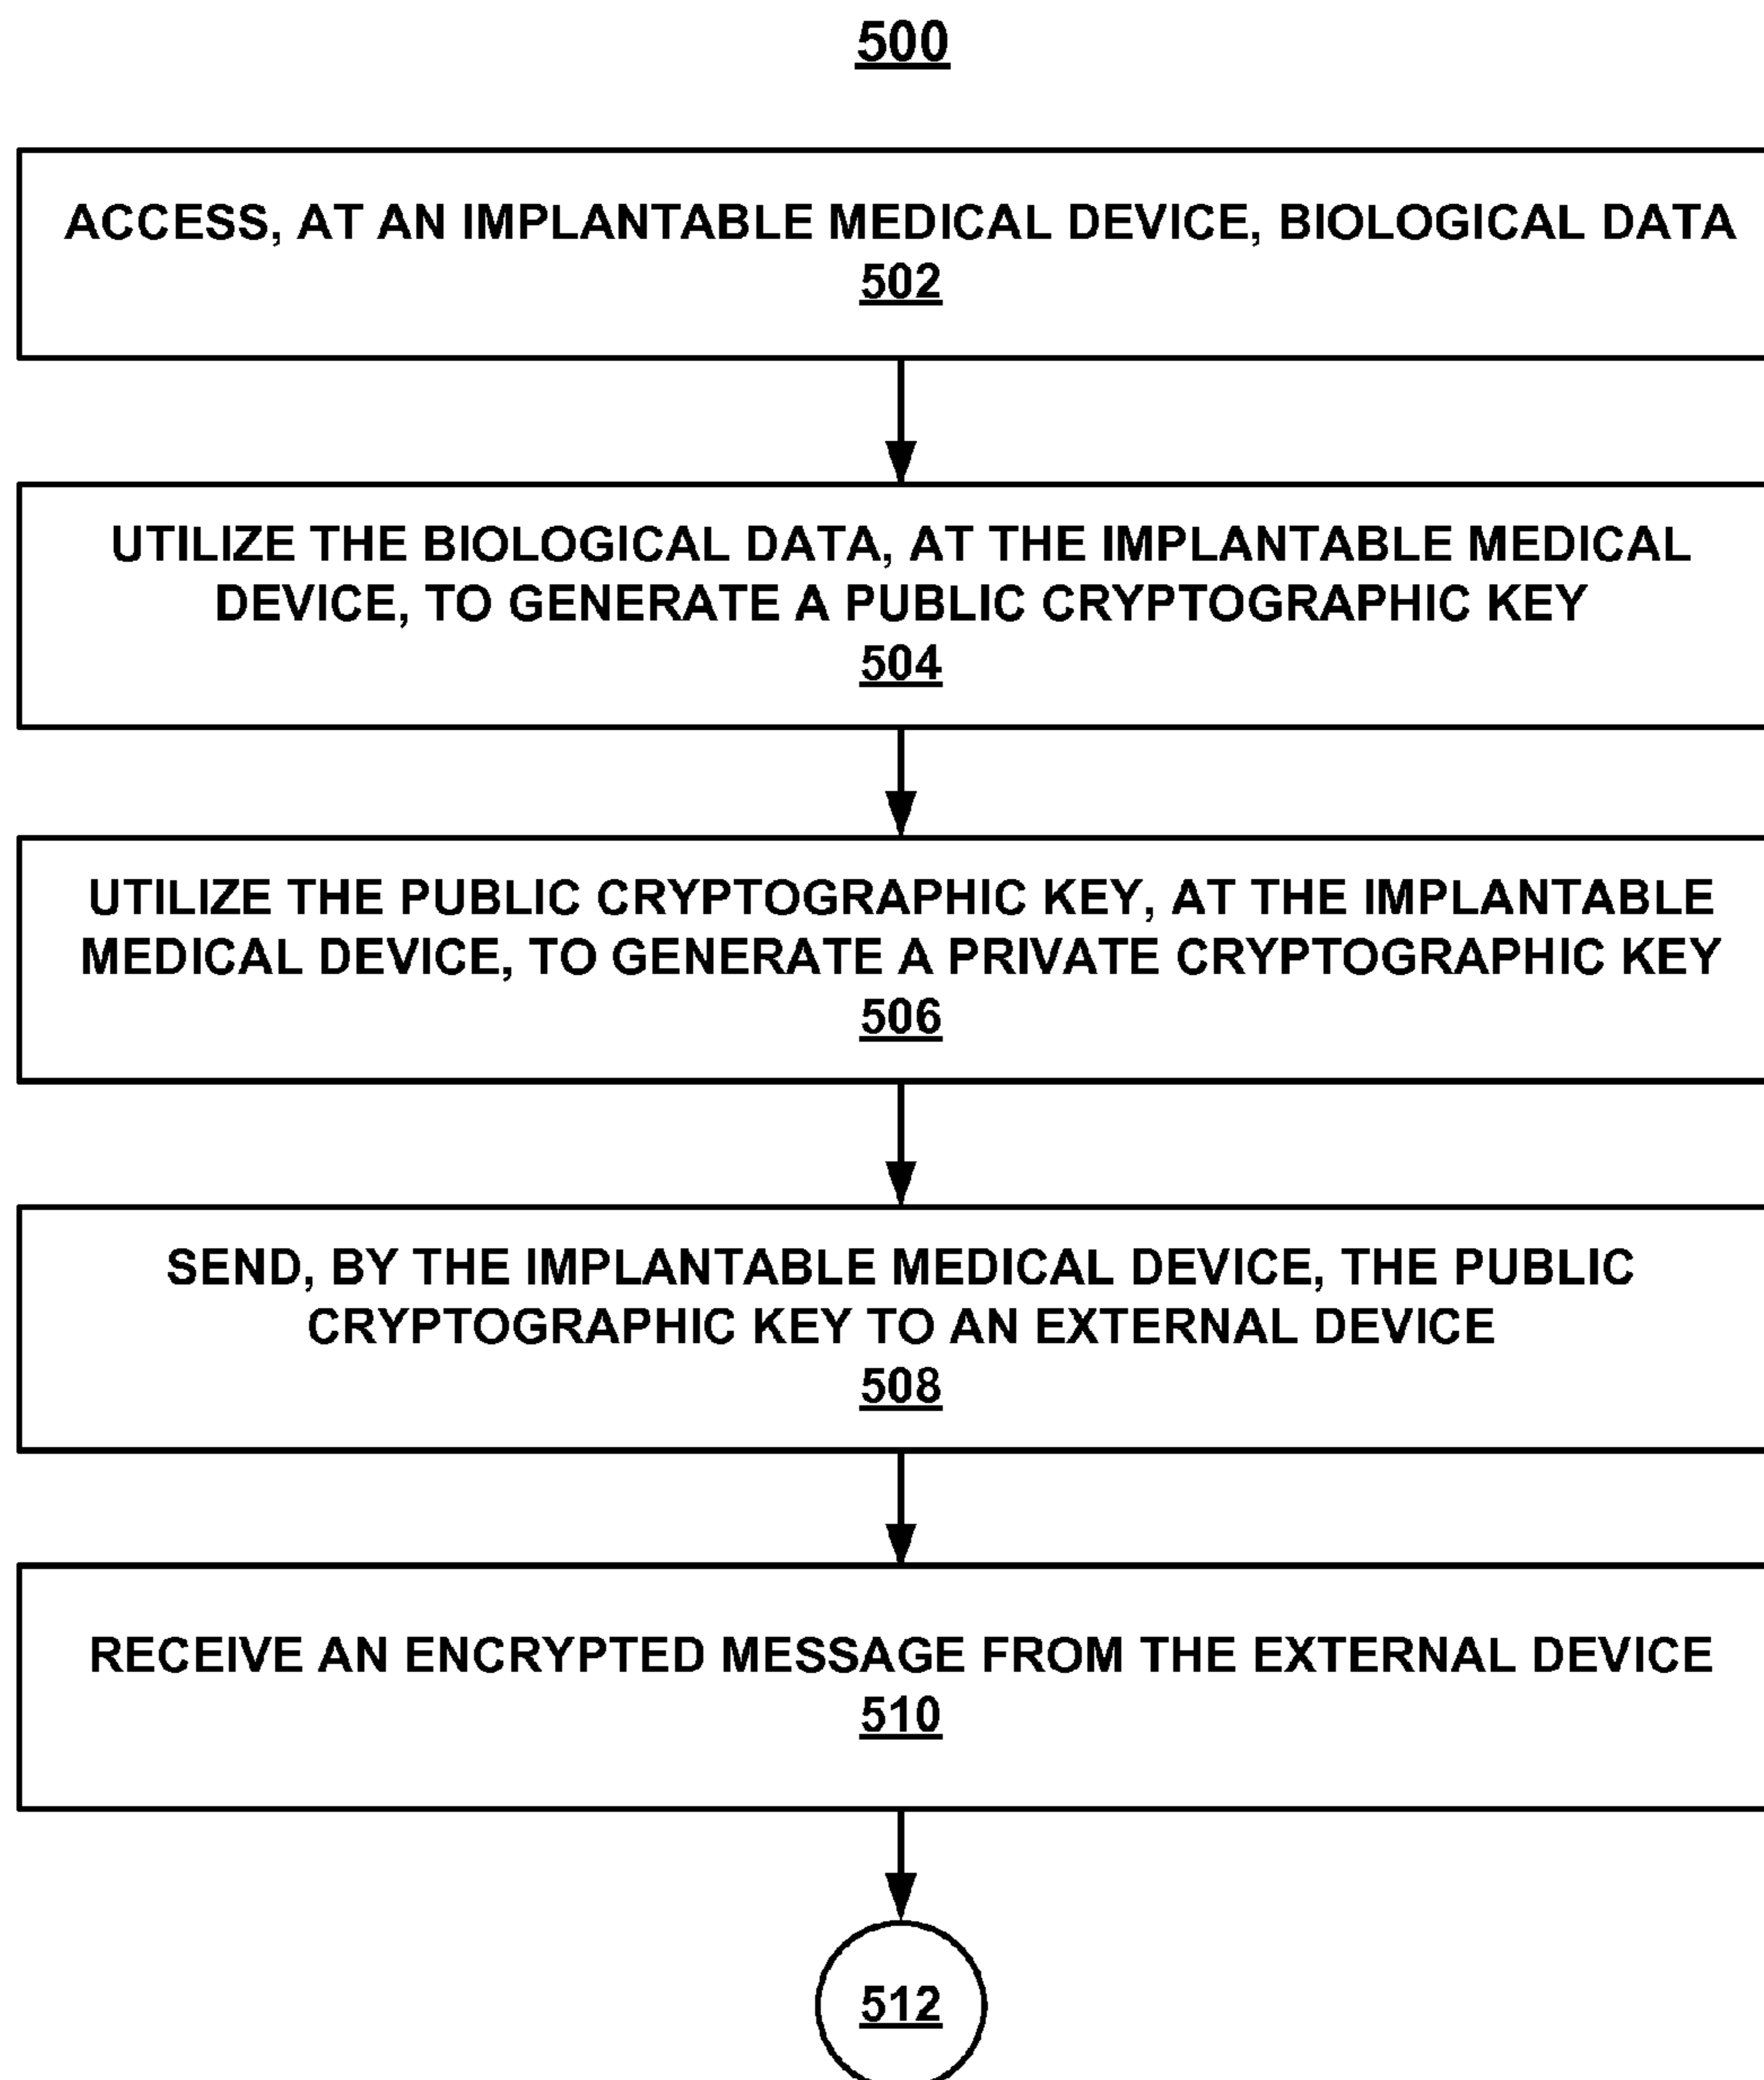 500
ACCESS, AT AN IMPLANTABLE MEDICAL DEVICE, BIOLOGICAL DATA
502
UTILIZE THE BIOLOGICAL DATA, AT THE IMPLANTABLE MEDICAL
DEVICE, TO GENERATE A PUBLIC CRYPTOGRAPHIC KEY
504
UTILIZE THE PUBLIC CRYPTOGRAPHIC KEY, AT THE IMPLANTABLE
MEDICAL DEVICE, TO GENERATE A PRIVATE CRYPTOGRAPHIC KEY
506
SEND, BY THE IMPLANTABLE MEDICAL DEVICE, THE PUBLIC
CRYPTOGRAPHIC KEY TO AN EXTERNAL DEVICE
508
RECEIVE AN ENCRYPTED MESSAGE FROM THE EXTERNAL DEVICE
510
512